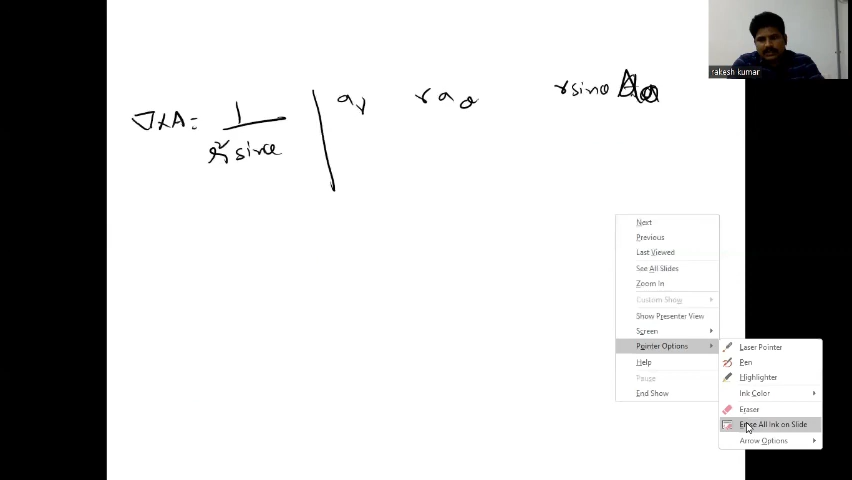 rakesh kumar
∇×A = 1 / r² sinθ | a_r r a_θ r sinθ
Next
Previous
Last Viewed
See All Slides
Zoom In
Custom Show
Show Presenter View
Screen
Pointer Options
Help
Pause
End Show
Laser Pointer
Pen
Highlighter
Ink Color
Eraser
Erase All Ink on Slide
Arrow Options